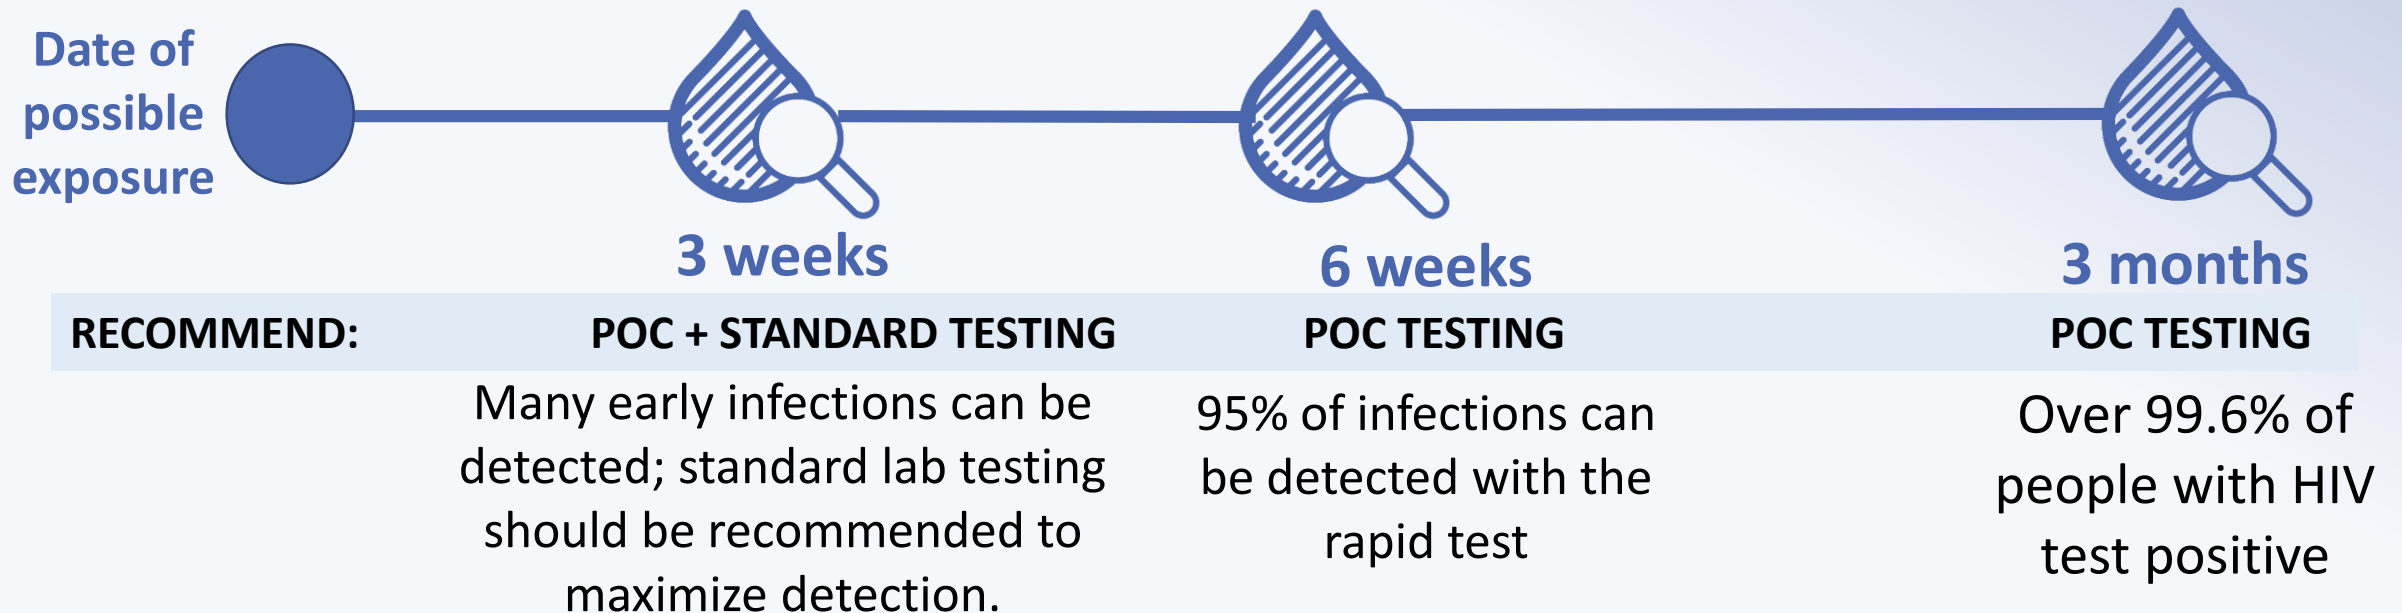 Date of
possible
exposure
3 weeks
6 weeks
3 months
RECOMMEND:
POC + STANDARD TESTING
POC TESTING
POC TESTING
Many early infections can be
detected; standard lab testing
should be recommended to
maximize detection.
95% of infections can
be detected with the
rapid test
Over 99.6% of
people with HIV
test positive